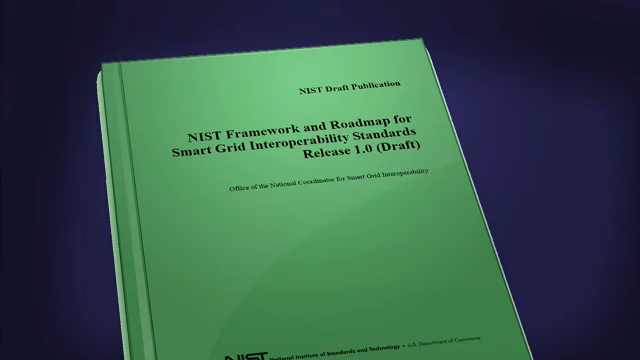 NIST Draft Publication
NIST Framework and Roadmap for
Smart Grid Interoperability Standards
Release 1.0 (Draft)
Office of the National Coordinator for Smart Grid Interoperability
NIST National Institute of Standards and Technology • U.S. Department of Commerce